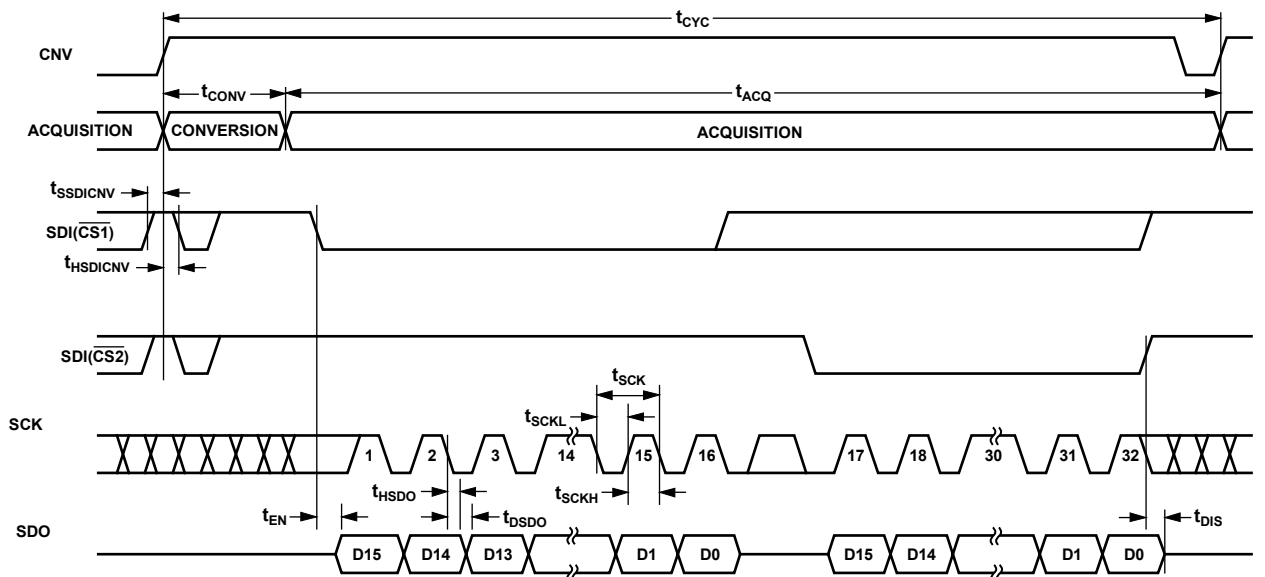 tCYC
CNV
tCONV
tACQ
ACQUISITION CONVERSION ACQUISITION
tSSDICNV
SDI(CS1)
tHSDICNV
SDI(CS2)
tSCK
tSCKL
SCK
1 2 3 14 15 16 17 18 30 31 32
tHSDO
tSCKH
tEN
tDSDO
tDIS
SDO
D15 D14 D13 D1 D0 D15 D14 D1 D0